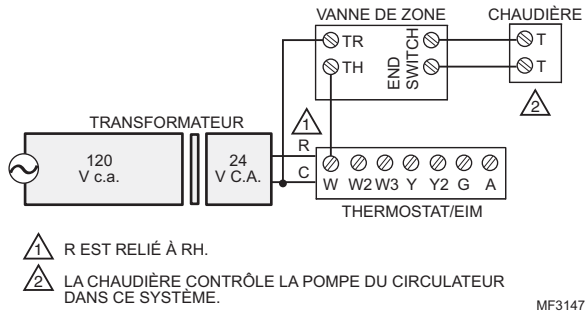 VANNE DE ZONE
CHAUDIÈRE
TR
TH
END
SWITCH
T
T
2
TRANSFORMATEUR
1
120
V c.a.
24
V C.A.
R
C
W W2 W3 Y Y2 G A
THERMOSTAT/EIM
1 R EST RELIÉ À RH.
2 LA CHAUDIÈRE CONTRÔLE LA POMPE DU CIRCULATEUR
DANS CE SYSTÈME.
MF3147